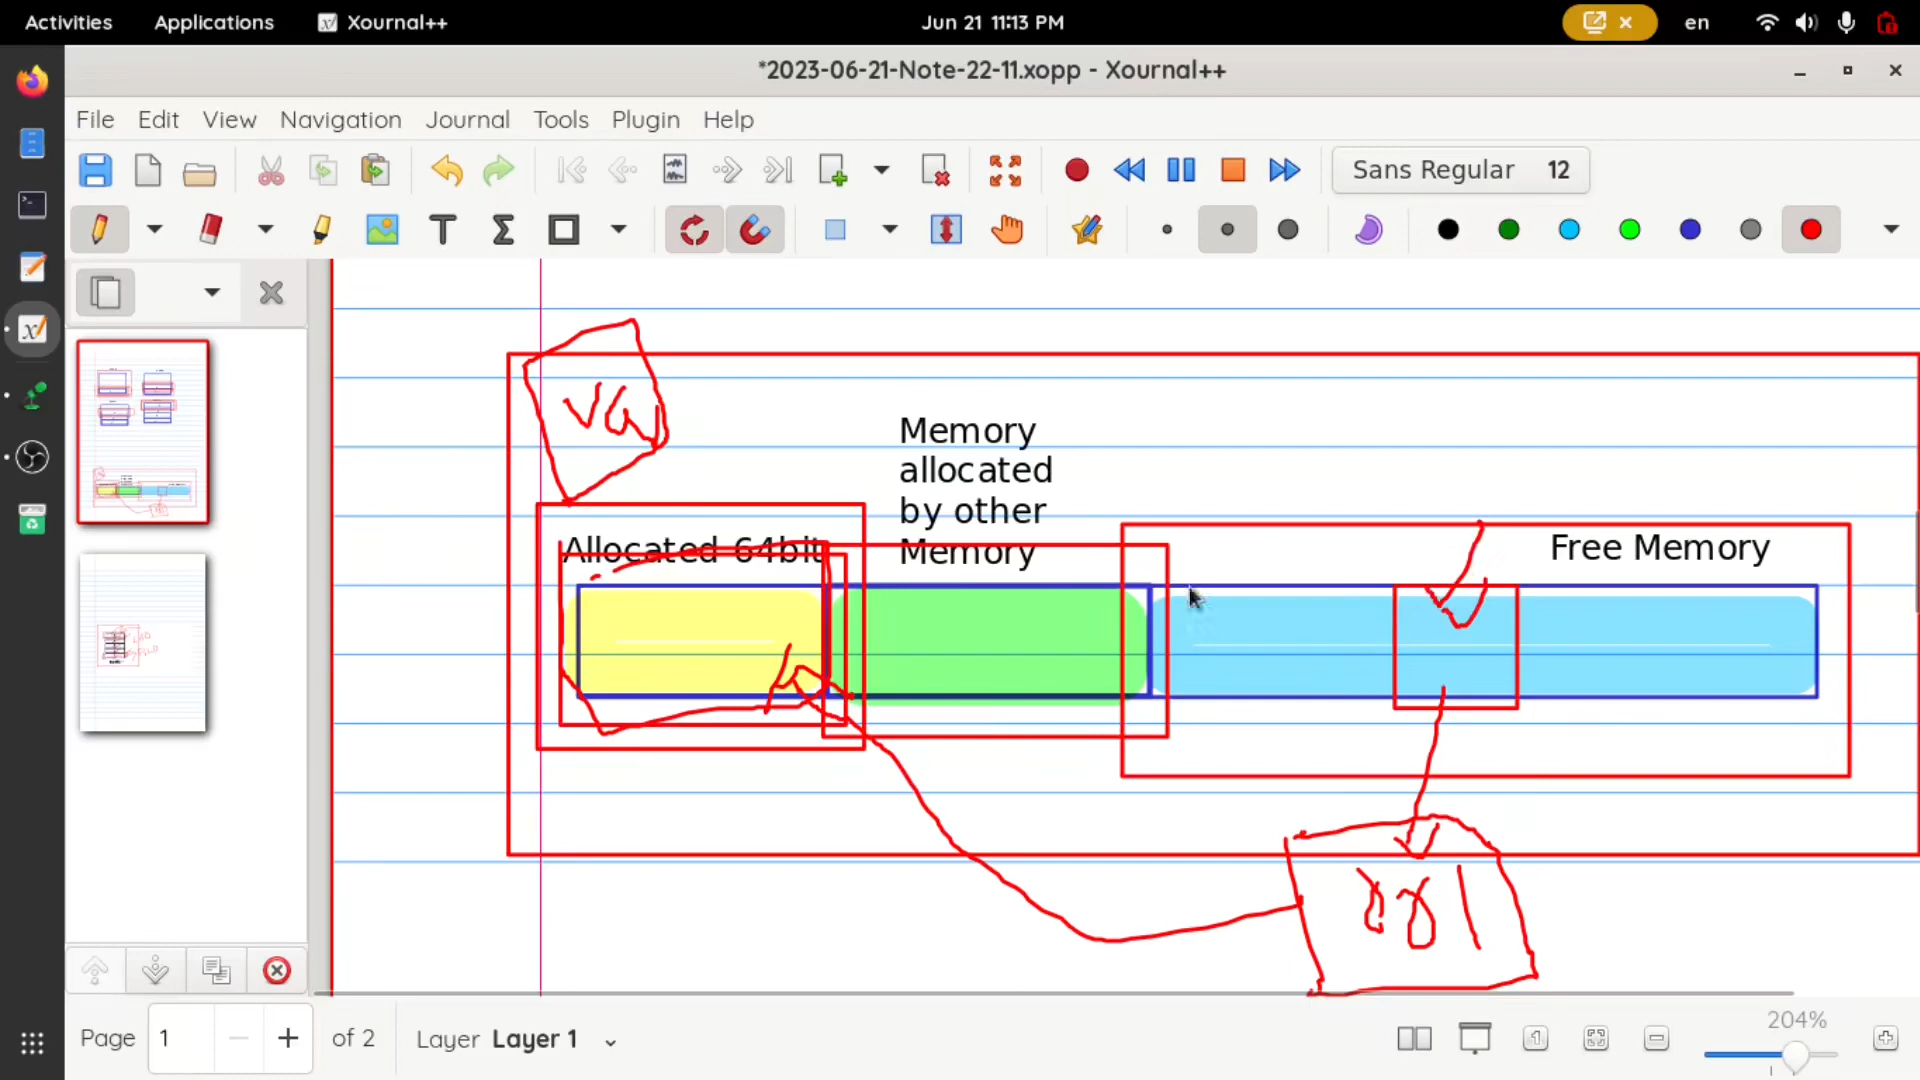 Activities Applications Xournal++ Jun 21 11:13 PM en
*2023-06-21-Note-22-11.xopp - Xournal++
File Edit View Navigation Journal Tools Plugin Help
Sans Regular 12
Memory
allocated
by other
Memory
Allocated 64bit
Free Memory
Page 1 of 2 Layer Layer 1 204%